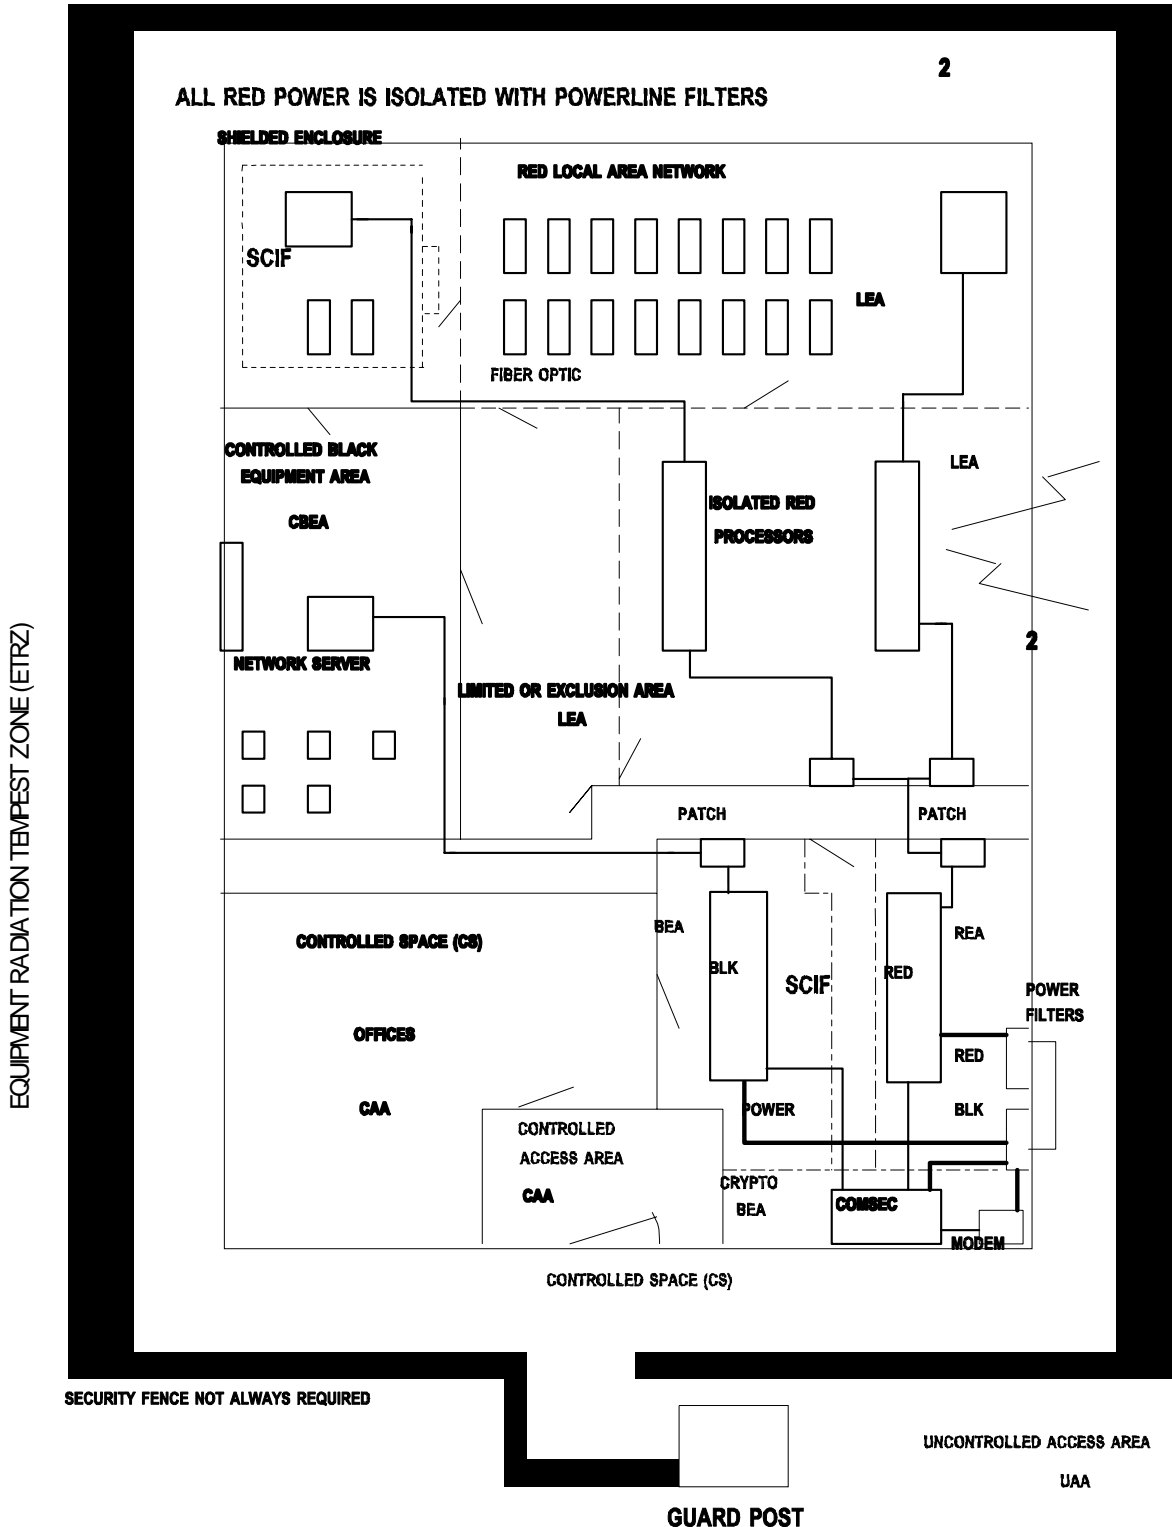 2
ALL RED POWER IS ISOLATED WITH POWERLINE FILTERS
SHIELDED ENCLOSURE
RED LOCAL AREA NETWORK
SCIF
LEA
FIBER OPTIC
CONTROLLED BLACK
EQUIPMENT AREA
CBEA
LEA
ISOLATED RED
PROCESSORS
2
NETWORK SERVER
LIMITED OR EXCLUSION AREA
LEA
EQUIPMENT RADIATION TEMPEST ZONE (ETRZ)
PATCH
PATCH
BEA
REA
CONTROLLED SPACE (CS)
BLK
SCIF
RED
POWER
FILTERS
OFFICES
RED
CAA
POWER
BLK
CONTROLLED
ACCESS AREA
CAA
CRYPTO
BEA
COMSEC
MODEM
CONTROLLED SPACE (CS)
SECURITY FENCE NOT ALWAYS REQUIRED
UNCONTROLLED ACCESS AREA
UAA
GUARD POST